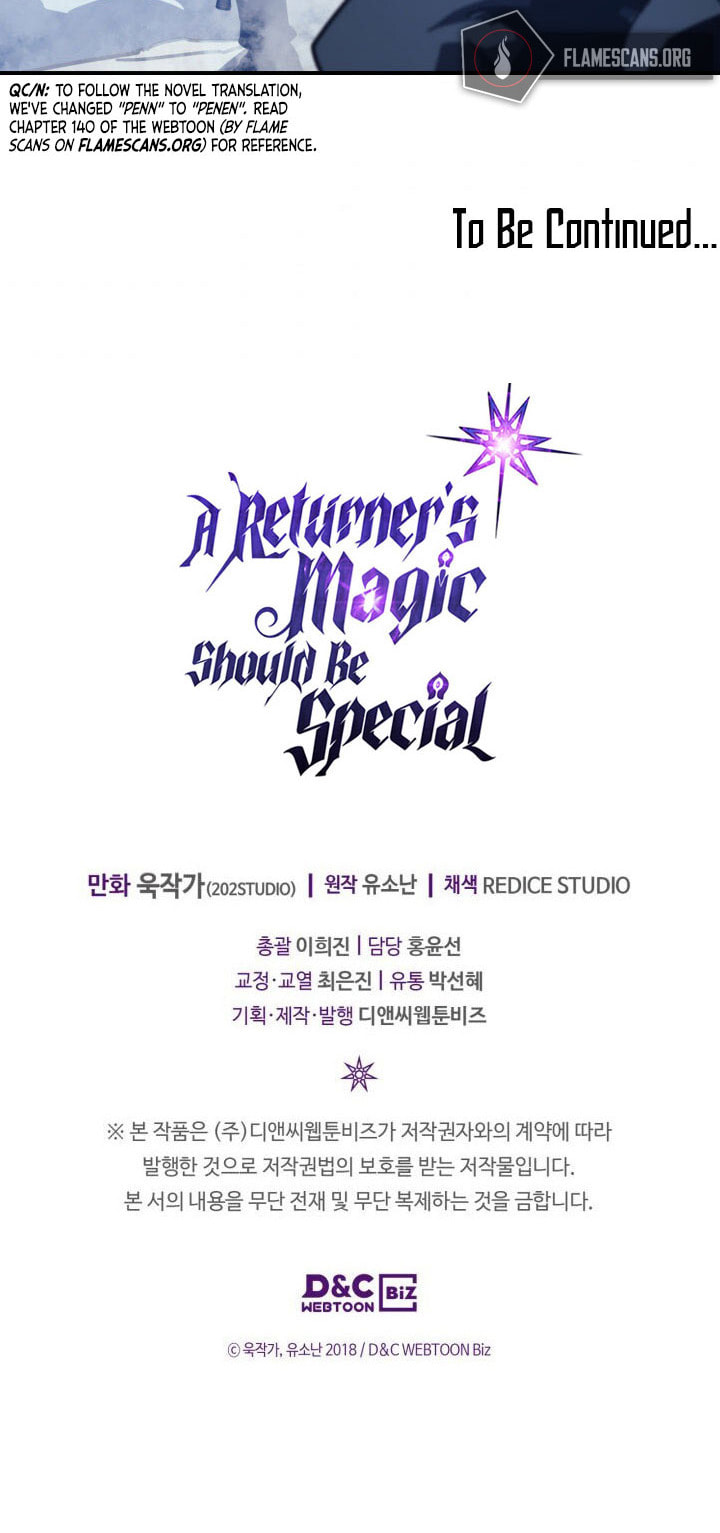 FLAMESCANS.ORG
QC/N: TO FOLLOW THE NOVEL TRANSLATION,
WE'VE CHANGED "PENN" TO "PENEN". READ
CHAPTER 140 OF THE WEBTOON (BY FLAME
SCANS ON FLAMESCANS.ORG) FOR REFERENCE.
To Be Continued...
A Returner's
Magic
Should Be
Special
만화 욱작가(202STUDIO) | 원작 유소난 | 채색 REDICE STUDIO
총괄 이희진 | 담당 홍윤선
교정·교열 최은진 | 유통 박선혜
기획·제작·발행 디앤씨웹툰비즈
※ 본 작품은 (주)디앤씨웹툰비즈가 저작권자와의 계약에 따라
발행한 것으로 저작권법의 보호를 받는 저작물입니다.
본 서의 내용을 무단 전재 및 무단 복제하는 것을 금합니다.
D&C BiZ
WEBTOON
© 욱작가, 유소난 2018 / D&C WEBTOON Biz